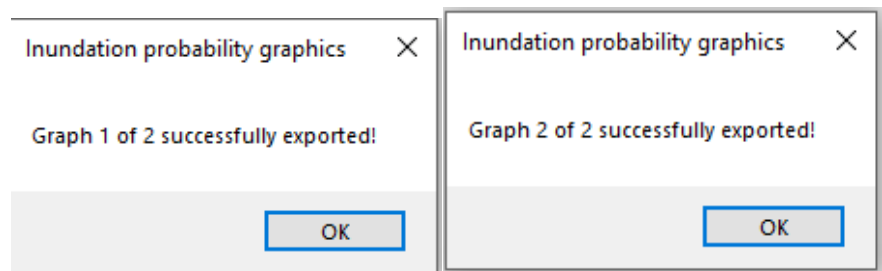 Inundation probability graphics
Graph 1 of 2 successfully exported!
OK
Inundation probability graphics
Graph 2 of 2 successfully exported!
OK